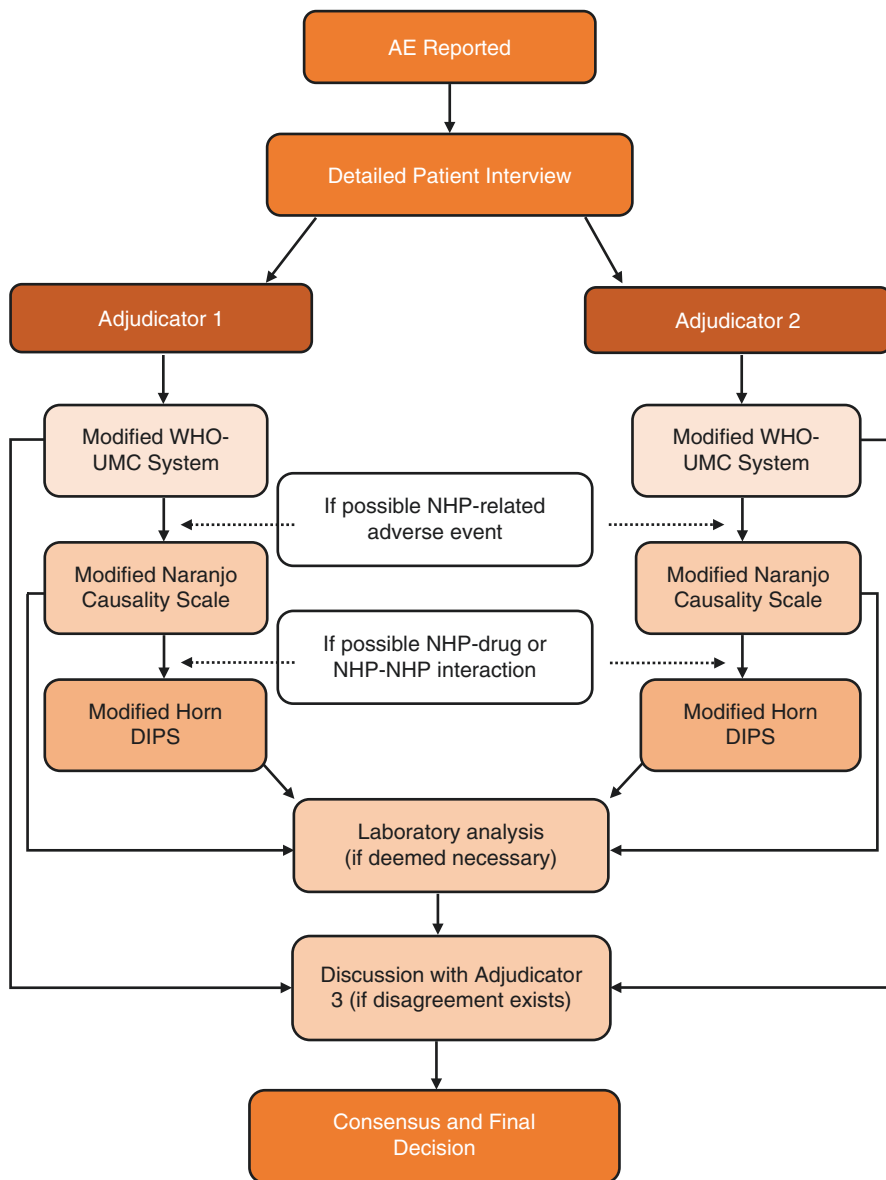 AE Reported
Detailed Patient Interview
Adjudicator 1
Adjudicator 2
Modified WHO-
UMC System
Modified WHO-
UMC System
If possible NHP-related
adverse event
Modified Naranjo
Causality Scale
Modified Naranjo
Causality Scale
If possible NHP-drug or
NHP-NHP interaction
Modified Horn
DIPS
Modified Horn
DIPS
Laboratory analysis
(if deemed necessary)
Discussion with Adjudicator
3 (if disagreement exists)
Consensus and Final
Decision